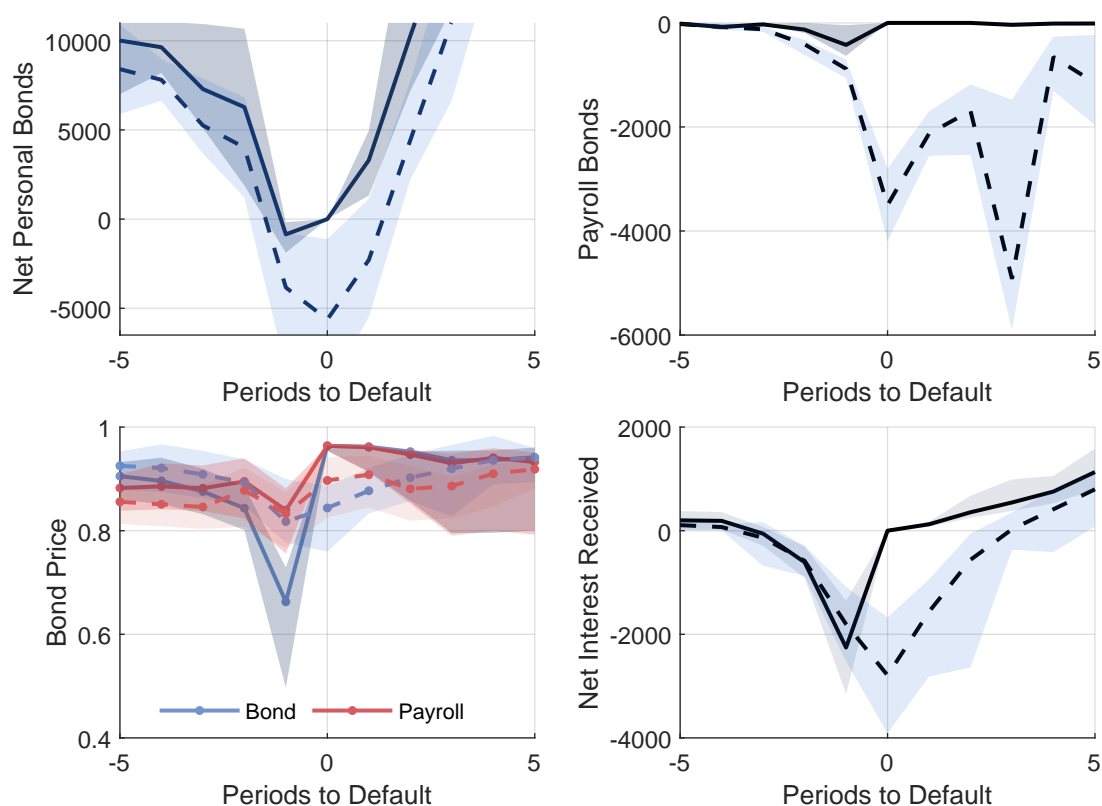 10000
5000
0
-5000
-5
0
5
Net Personal Bonds
Periods to Default
0
-2000
-4000
-6000
-5
0
5
Payroll Bonds
Periods to Default
1
0.8
0.6
0.4
-5
0
5
Bond Price
Bond
Payroll
Periods to Default
2000
0
-2000
-4000
-5
0
5
Net Interest Received
Periods to Default